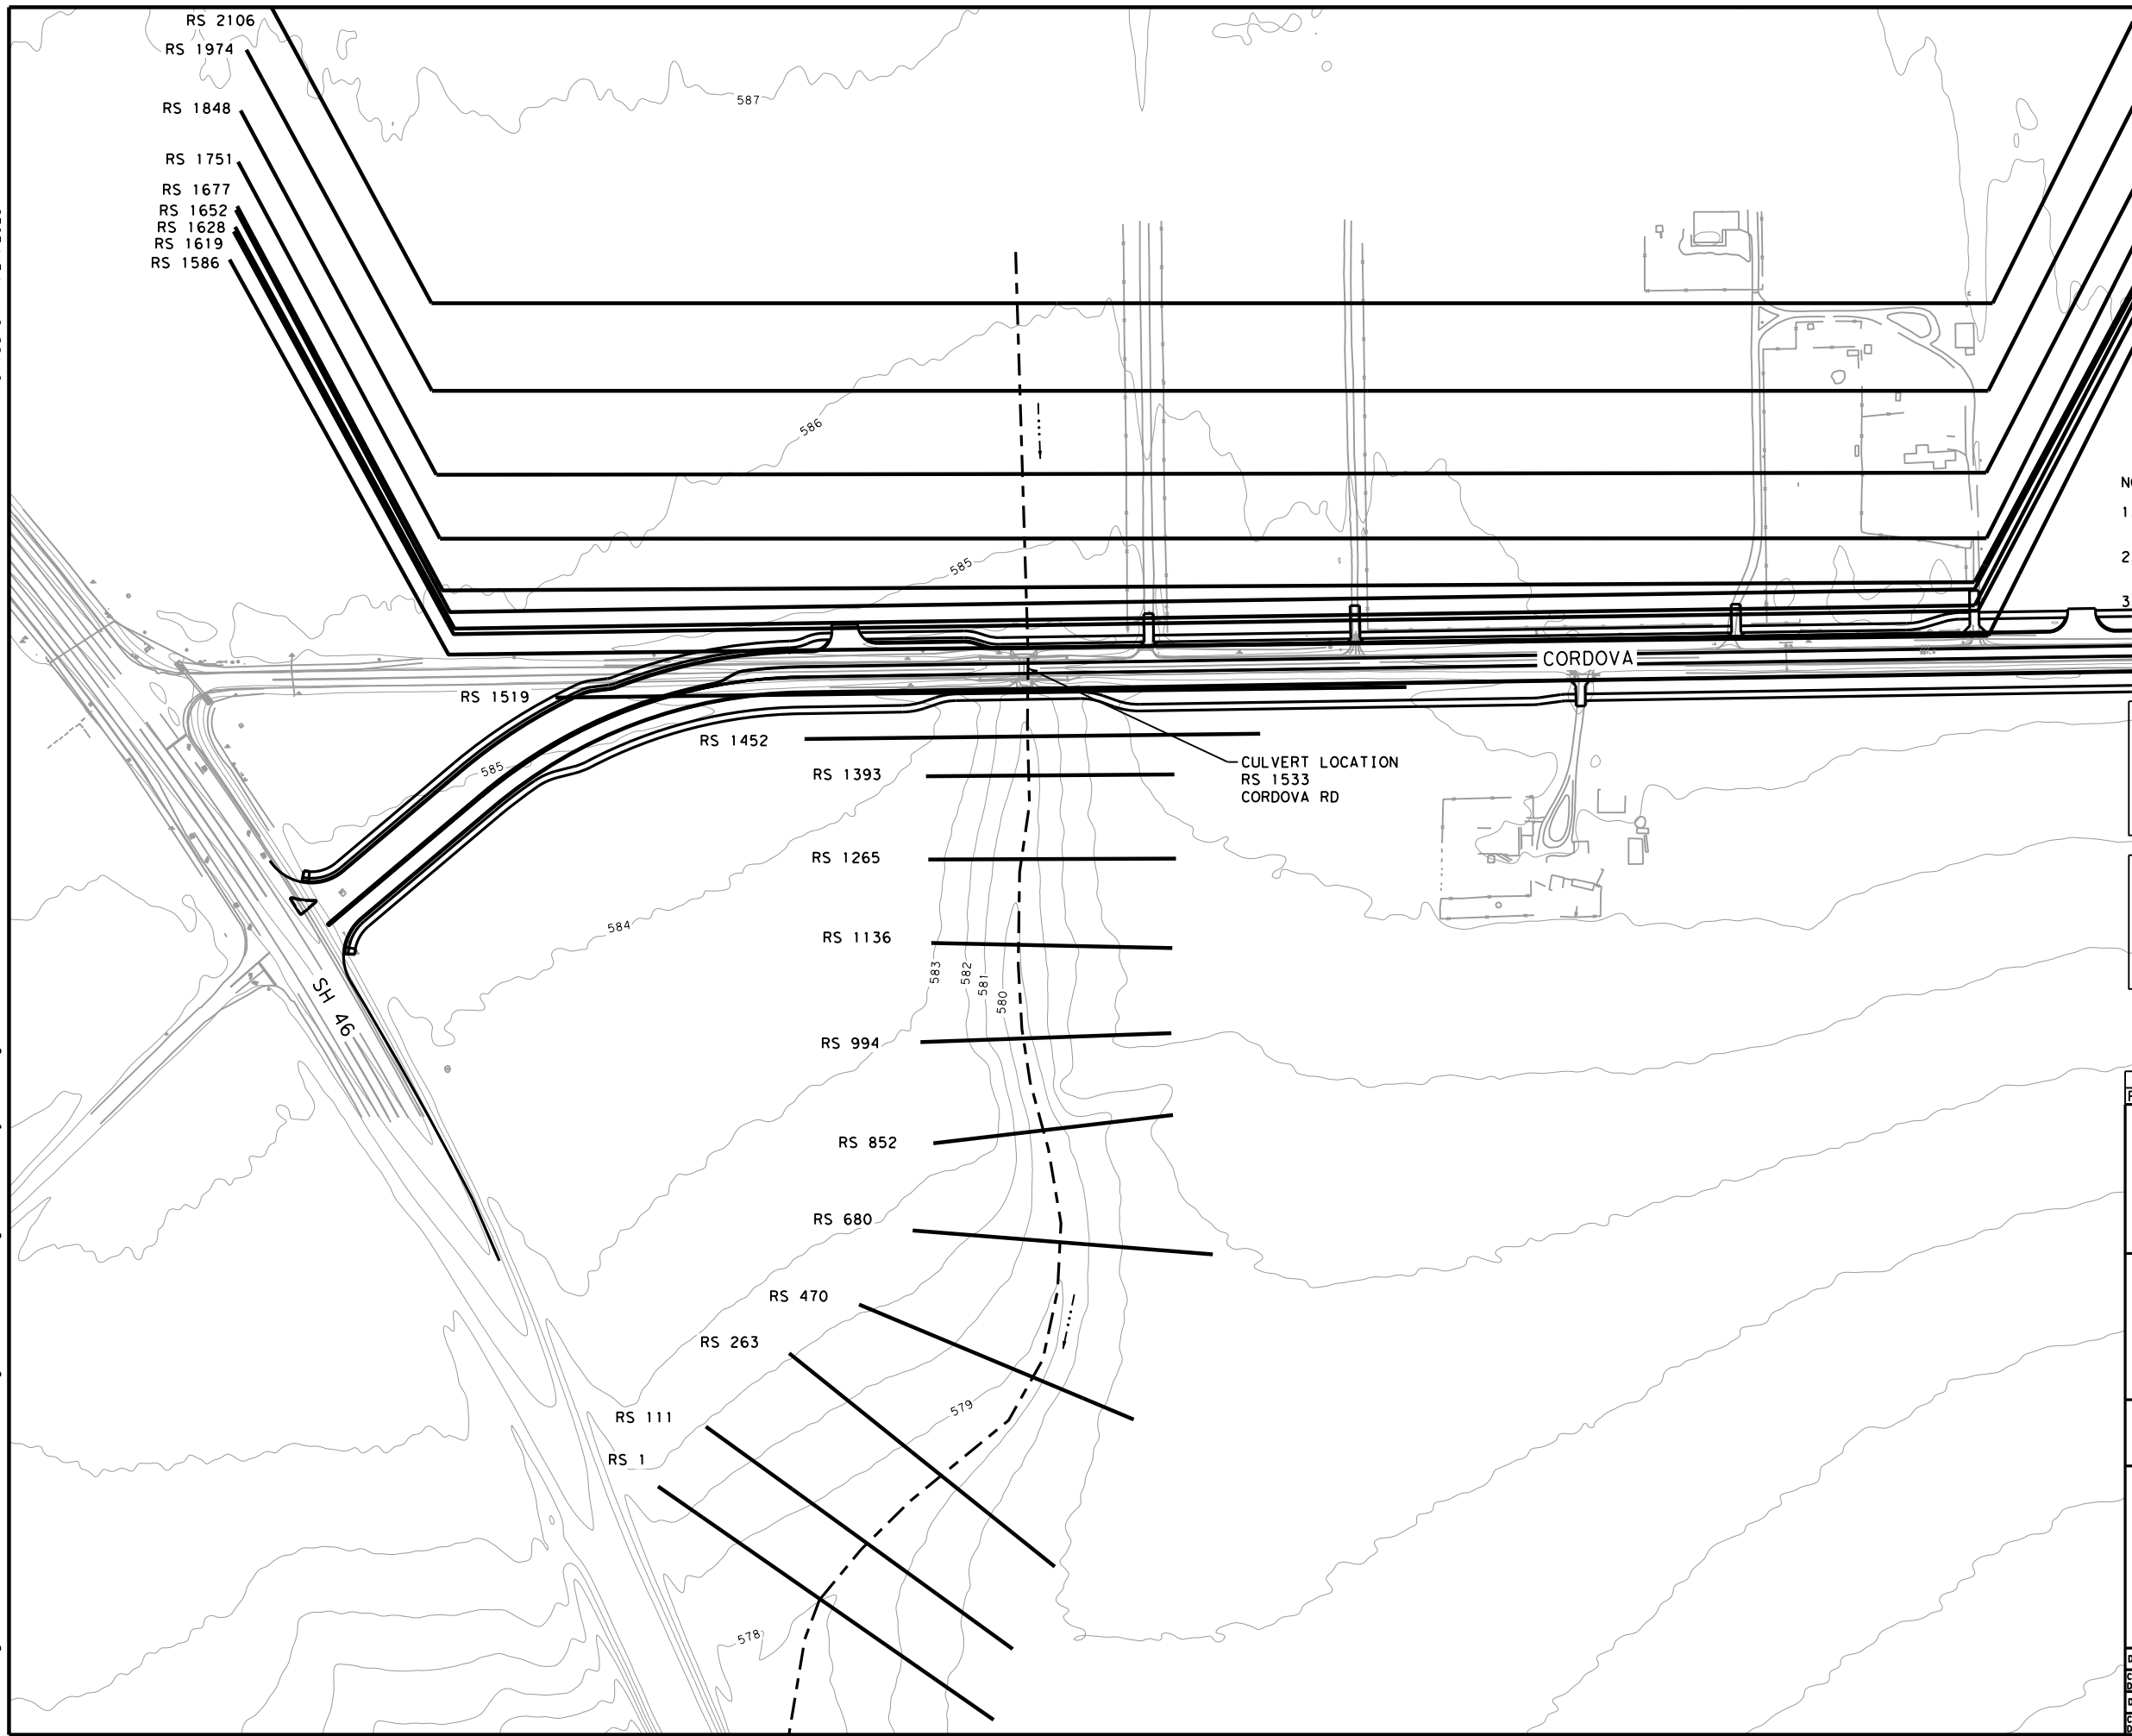 RS 2106
RS 1974
587
RS 1848
RS 1751
RS 1677
RS 1652
RS 1628
RS 1619
RS 1586
586
585
1
2
3
CORDOVA
RS 1519
RS 1452
585
RS 1393
CULVERT LOCATION
RS 1533
CORDOVA RD
RS 1265
584
RS 1136
583
582
581
580
SH 46
RS 994
RS 852
RS 680
RS 470
RS 263
579
RS 111
RS 1
578